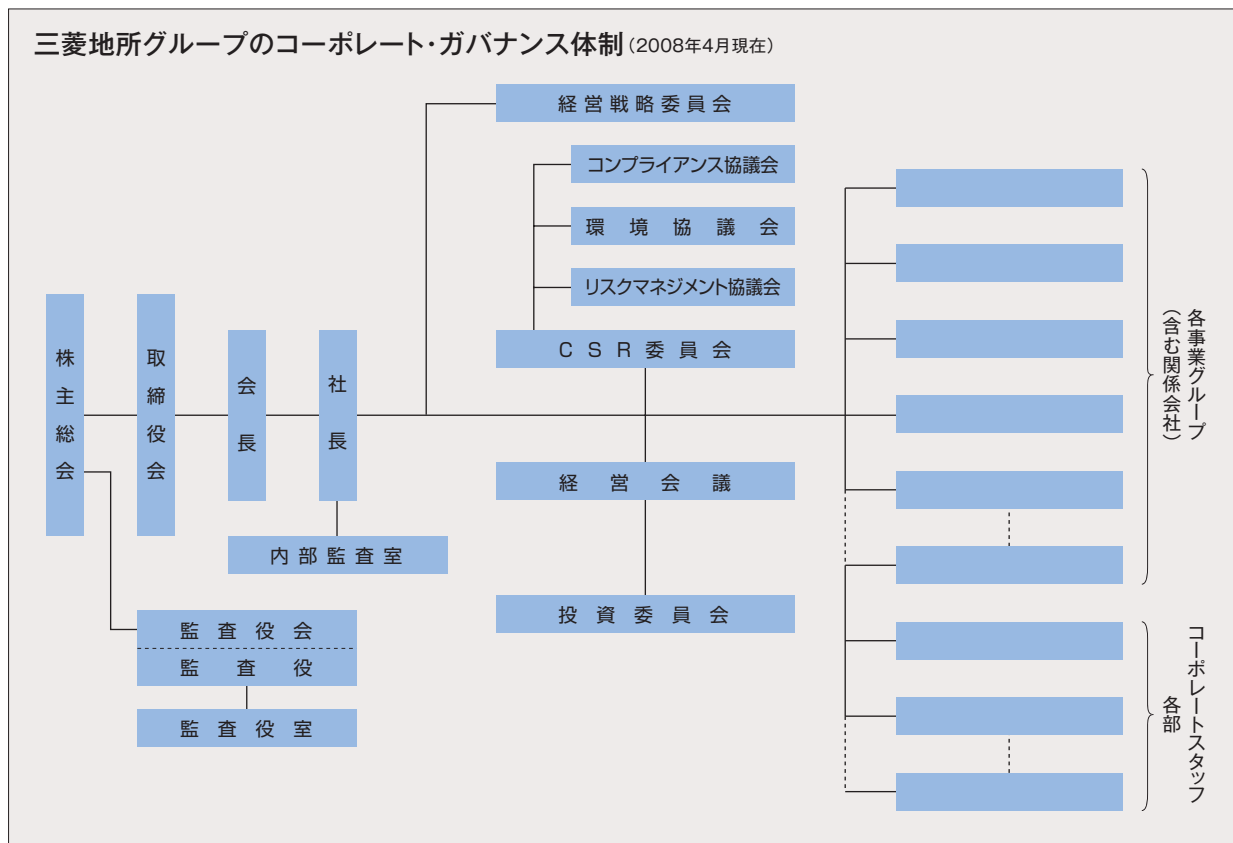 三菱地所グループのコーポレート・ガバナンス体制(2008年4月現在)
経営戦略委員会
コンプライアンス協議会
環境協議会
リスクマネジメント協議会
CSR委員会
株主総会
取締役会
会長
社長
経営会議
内部監査室
投資委員会
監査役会
監査役
監査役室
各事業グループ
(含む関係会社)
コーポレートスタッフ
各部